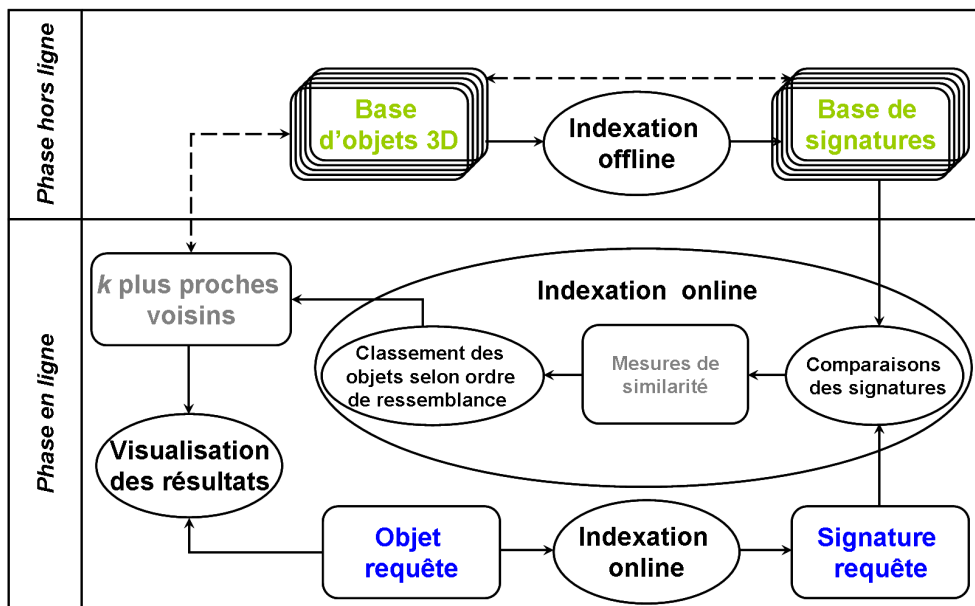 Phase hors ligne
Base
d'objets 3D
Indexation
offline
Base de
signatures
Phase en ligne
k plus proches
voisins
Indexation online
Classement des
objets selon ordre
de ressemblance
Mesures de
similarité
Comparaisons
des signatures
Visualisation
des résultats
Objet
requête
Indexation
online
Signature
requête